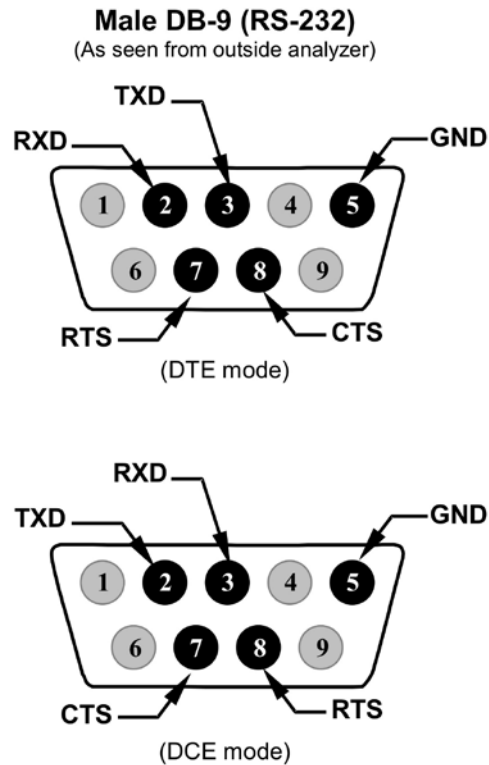 Male DB-9 (RS-232)
(As seen from outside analyzer)
TXD
RXD
GND
1 2 3 4 5
6 7 8 9
RTS
CTS
(DTE mode)
RXD
TXD
GND
1 2 3 4 5
6 7 8 9
CTS
RTS
(DCE mode)